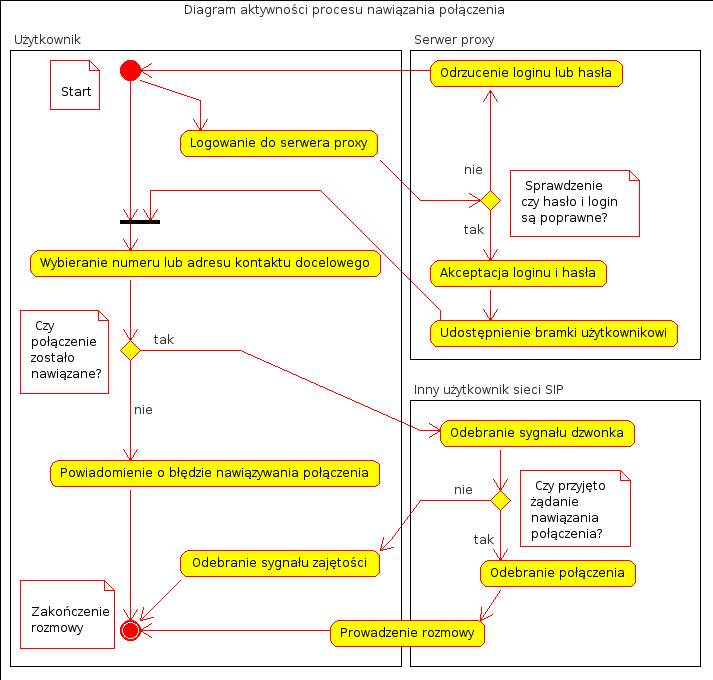 Diagram aktywności procesu nawiązania połączenia
Użytkownik
Serwer proxy
Start
Odrzucenie loginu lub hasła
Logowanie do serwera proxy
nie
Sprawdzenie
czy hasło i login
są poprawne?
tak
Wybieranie numeru lub adresu kontaktu docelowego
Akceptacja loginu i hasła
Udostępnienie bramki użytkownikowi
Czy
połączenie
zostało
nawiązane?
tak
nie
Inny użytkownik sieci SIP
Odebranie sygnału dzwonka
Powiadomienie o błędzie nawiązywania połączenia
nie
Czy przyjęto
żądanie
nawiązania
połączenia?
tak
Odebranie sygnału zajętości
Odebranie połączenia
Zakończenie
rozmowy
Prowadzenie rozmowy